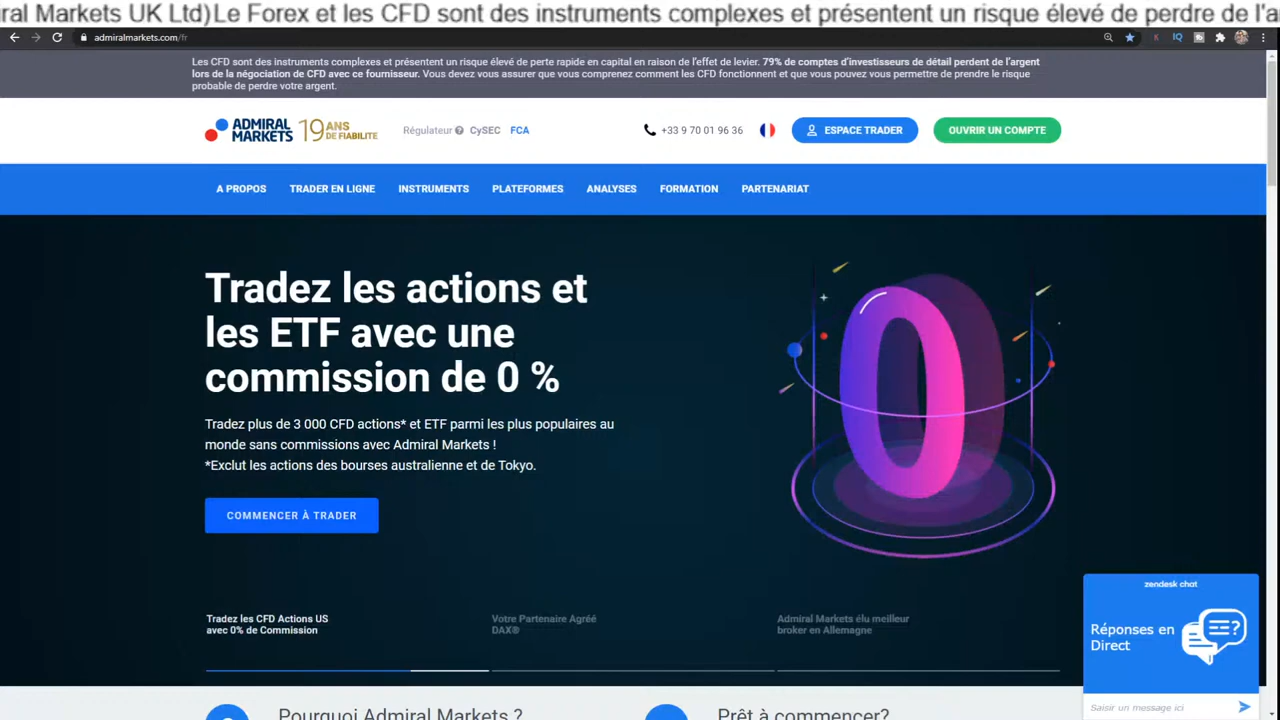 ral Markets UK Ltd)Le Forex et les CFD sont des instruments complexes et présentent un risque élevé de perdre de l'a
admiralmarkets.com/fr
Les CFD sont des instruments complexes et présentent un risque de perte rapide en capital en raison de l'effet de levier. 79% de comptes d'investisseurs de détail perdent de l'argent
lors de la négociation de CFD avec ce fournisseur. Vous devez vous assurer que vous comprenez comment les CFD fonctionnent et que vous pouvez vous permettre de prendre le risque
probable de perdre votre argent.
ADMIRAL MARKETS 19 ANS DE FIABILITE
Régulateur ? CySEC FCA
+33 9 70 01 96 36
ESPACE TRADER
OUVRIR UN COMPTE
A PROPOS TRADER EN LIGNE INSTRUMENTS PLATEFORMES ANALYSES FORMATION PARTENARIAT
Tradez les actions et
les ETF avec une
commission de 0 %
Tradez plus de 3 000 CFD actions* et ETF parmi les plus populaires au
monde sans commissions avec Admiral Markets !
*Exclut les actions des bourses australienne et de Tokyo.
COMMENCER À TRADER
0
Tradez les CFD Actions US
avec 0% de Commission
Votre Partenaire Agréé
DAX®
Admiral Markets élu meilleur
broker en Allemagne
zendesk chat
Réponses en
Direct
Saisir un message ici
Pourquoi Admiral Markets ?
Prêt à commencer?